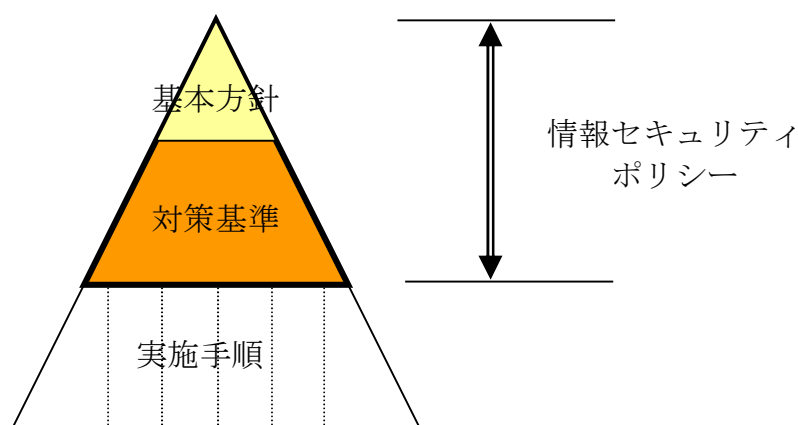 基本方針
情報セキュリティ
ポリシー
対策基準
実施手順